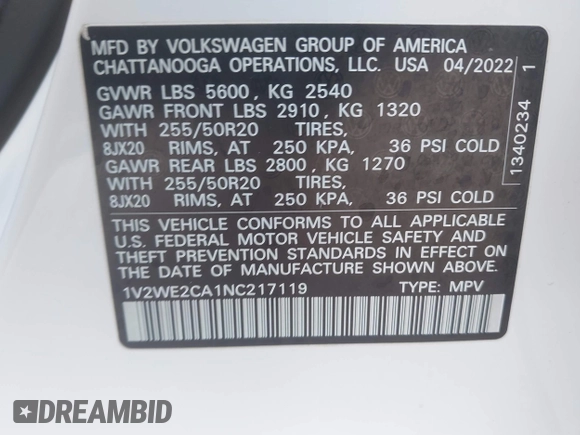 MFD BY VOLKSWAGEN GROUP OF AMERICA
CHATTANOOGA OPERATIONS, LLC. USA 04/2022
GVWR LBS 5600, KG 2540
GAWR FRONT LBS 2910, KG 1320
WITH 255/50R20 TIRES,
8JX20 RIMS, AT 250 KPA, 36 PSI COLD
GAWR REAR LBS 2800, KG 1270
WITH 255/50R20 TIRES,
8JX20 RIMS, AT 250 KPA, 36 PSI COLD
THIS VEHICLE CONFORMS TO ALL APPLICABLE
U.S. FEDERAL MOTOR VEHICLE SAFETY AND
THEFT PREVENTION STANDARDS IN EFFECT ON
THE DATE OF MANUFACTURE SHOWN ABOVE
1V2WE2CA1NC217119 TYPE: MPV
1340234 1
DREAMBID